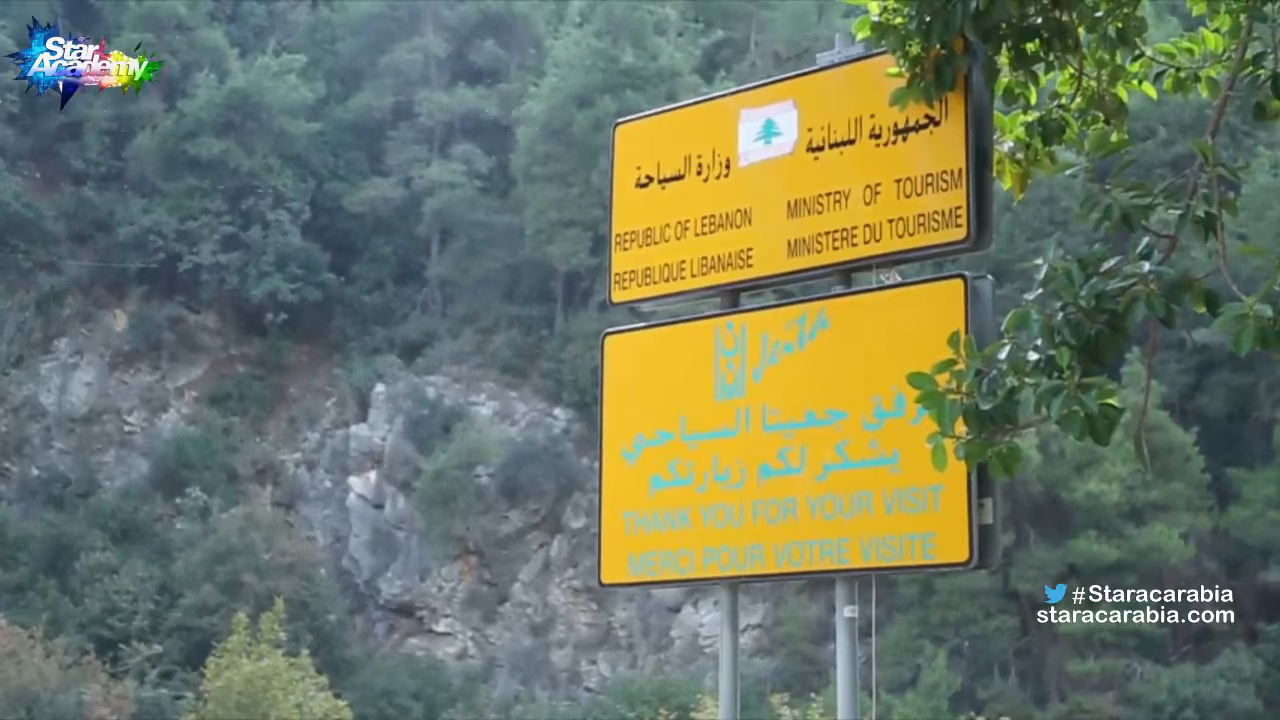 Star
Academy
الجمهورية اللبنانية
وزارة السياحة
REPUBLIC OF LEBANON
MINISTRY OF TOURISM
REPUBLIQUE LIBANAISE
MINISTERE DU TOURISME
Jeita
مرفق جعيتا السياحي
يشكر لكم زيارتكم
THANK YOU FOR YOUR VISIT
MERCI POUR VOTRE VISITE
#Staracarabia
staracarabia.com